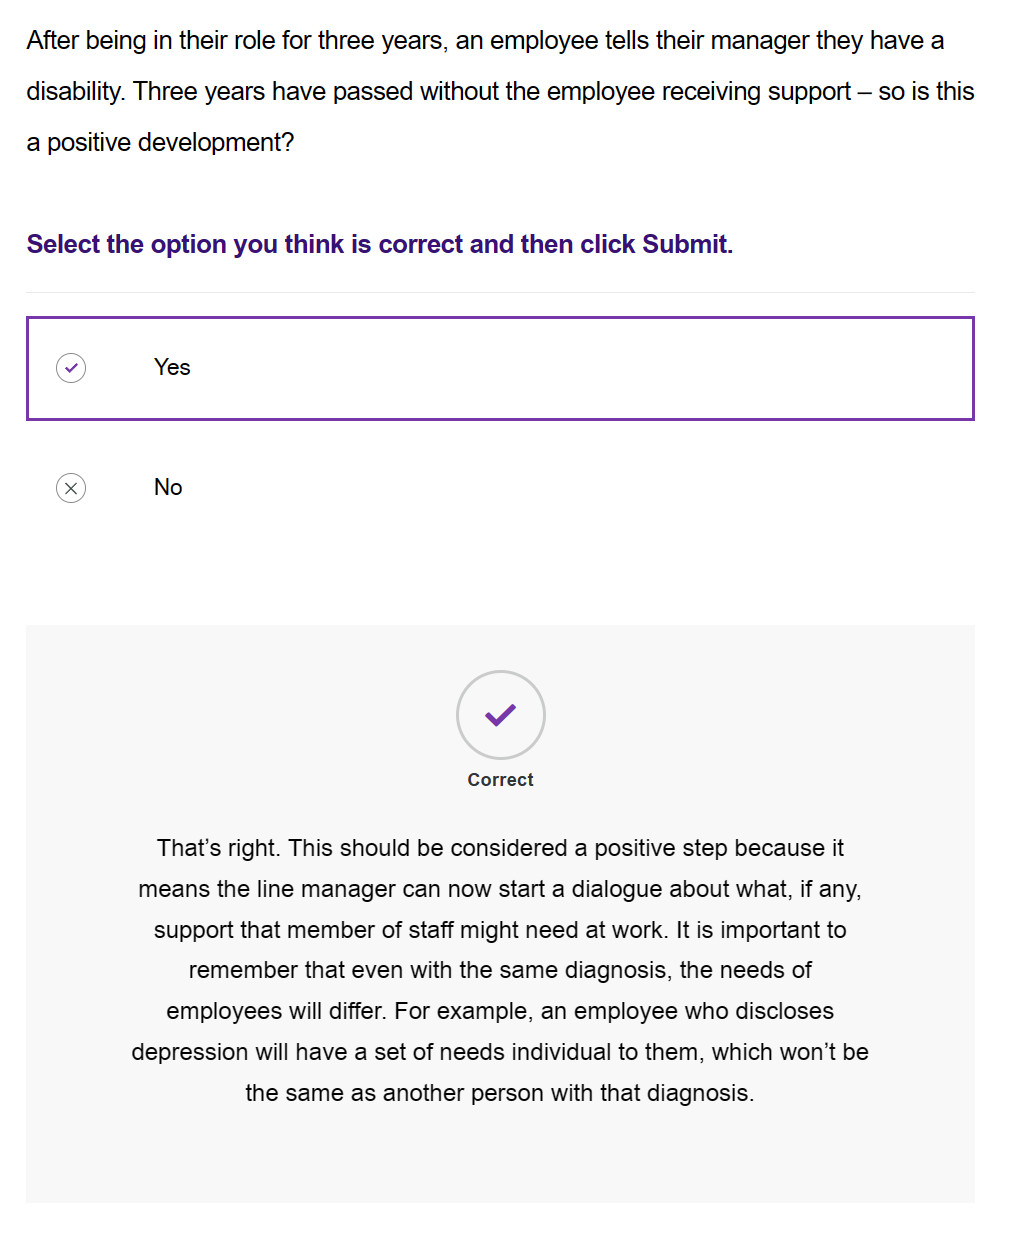 After being in their role for three years, an employee tells their manager they have a
disability. Three years have passed without the employee receiving support – so is this
a positive development?
Select the option you think is correct and then click Submit.
Yes
No
Correct
That’s right. This should be considered a positive step because it
means the line manager can now start a dialogue about what, if any,
support that member of staff might need at work. It is important to
remember that even with the same diagnosis, the needs of
employees will differ. For example, an employee who discloses
depression will have a set of needs individual to them, which won’t be
the same as another person with that diagnosis.